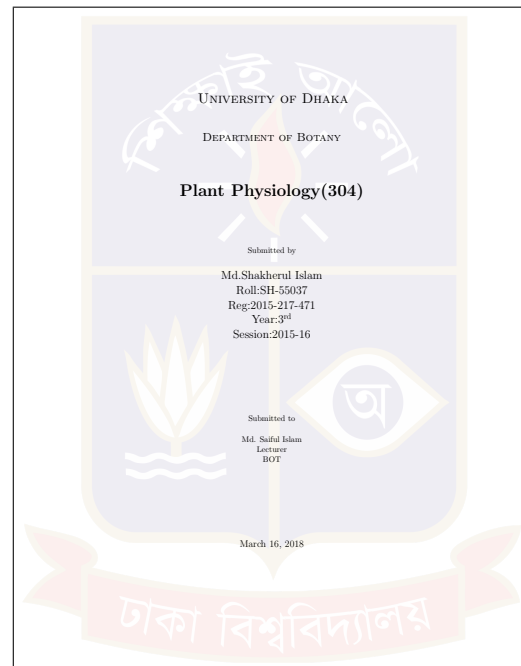 শিক্ষাই আলো
UNIVERSITY OF DHAKA
DEPARTMENT OF BOTANY
Plant Physiology(304)
Submitted by
Md.Shakherul Islam
Roll:SH-55037
Reg:2015-217-471
Year:3rd
Session:2015-16
অ
Submitted to
Md. Saiful Islam
Lecturer
BOT
March 16, 2018
ঢাকা বিশ্ববিদ্যালয়